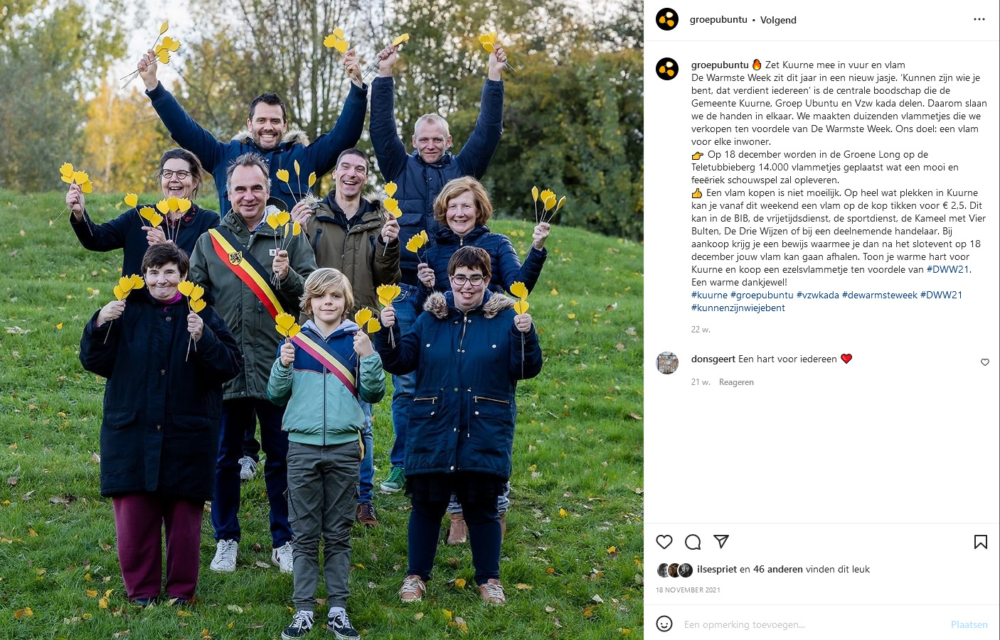 groepubuntu • Volgend
groepubuntu 🔥 Zet Kuurne mee in vuur en vlam
De Warmste Week zit dit jaar in een nieuw jasje. ‘Kunnen zijn wie je
bent, dat verdient iedereen’ is de centrale boodschap die de
Gemeente Kuurne, Groep Ubuntu en Vzw kada delen. Daarom slaan
we de handen in elkaar. We maakten duizenden vlammetjes die we
verkopen ten voordele van De Warmste Week. Ons doel: een vlam
voor elke inwoner.
👉 Op 18 december worden in de Groene Long op de
Teletubbieberg 14.000 vlammetjes geplaatst wat een mooi en
feeëriek schouwspel zal opleveren.
👍 Een vlam kopen is niet moeilijk. Op heel wat plekken in Kuurne
kan je vanaf dit weekend een vlam op de kop tikken voor € 2,5. Dit
kan in de BIB, de vrijetijdsdienst, de sportdienst, de Kameel met Vier
Bulten, De Drie Wijzen of bij een deelnemende handelaar. Bij
aankoop krijg je een bewijs waarmee je dan na het slotevent op 18
december jouw vlam kan gaan afhalen. Toon je warme hart voor
Kuurne en koop een ezelsvlammetje ten voordele van #DWW21.
Een warme dankjewel!
#kuurne #groepubuntu #vzwkada #dewarmsteweek #DWW21
#kunnenzijnwiejebent
22 w.
donsgeert Een hart voor iedereen ❤️
21 w. Reageren
ilsespriet en 46 anderen vinden dit leuk
18 NOVEMBER 2021
Een opmerking toevoegen... Plaatsen